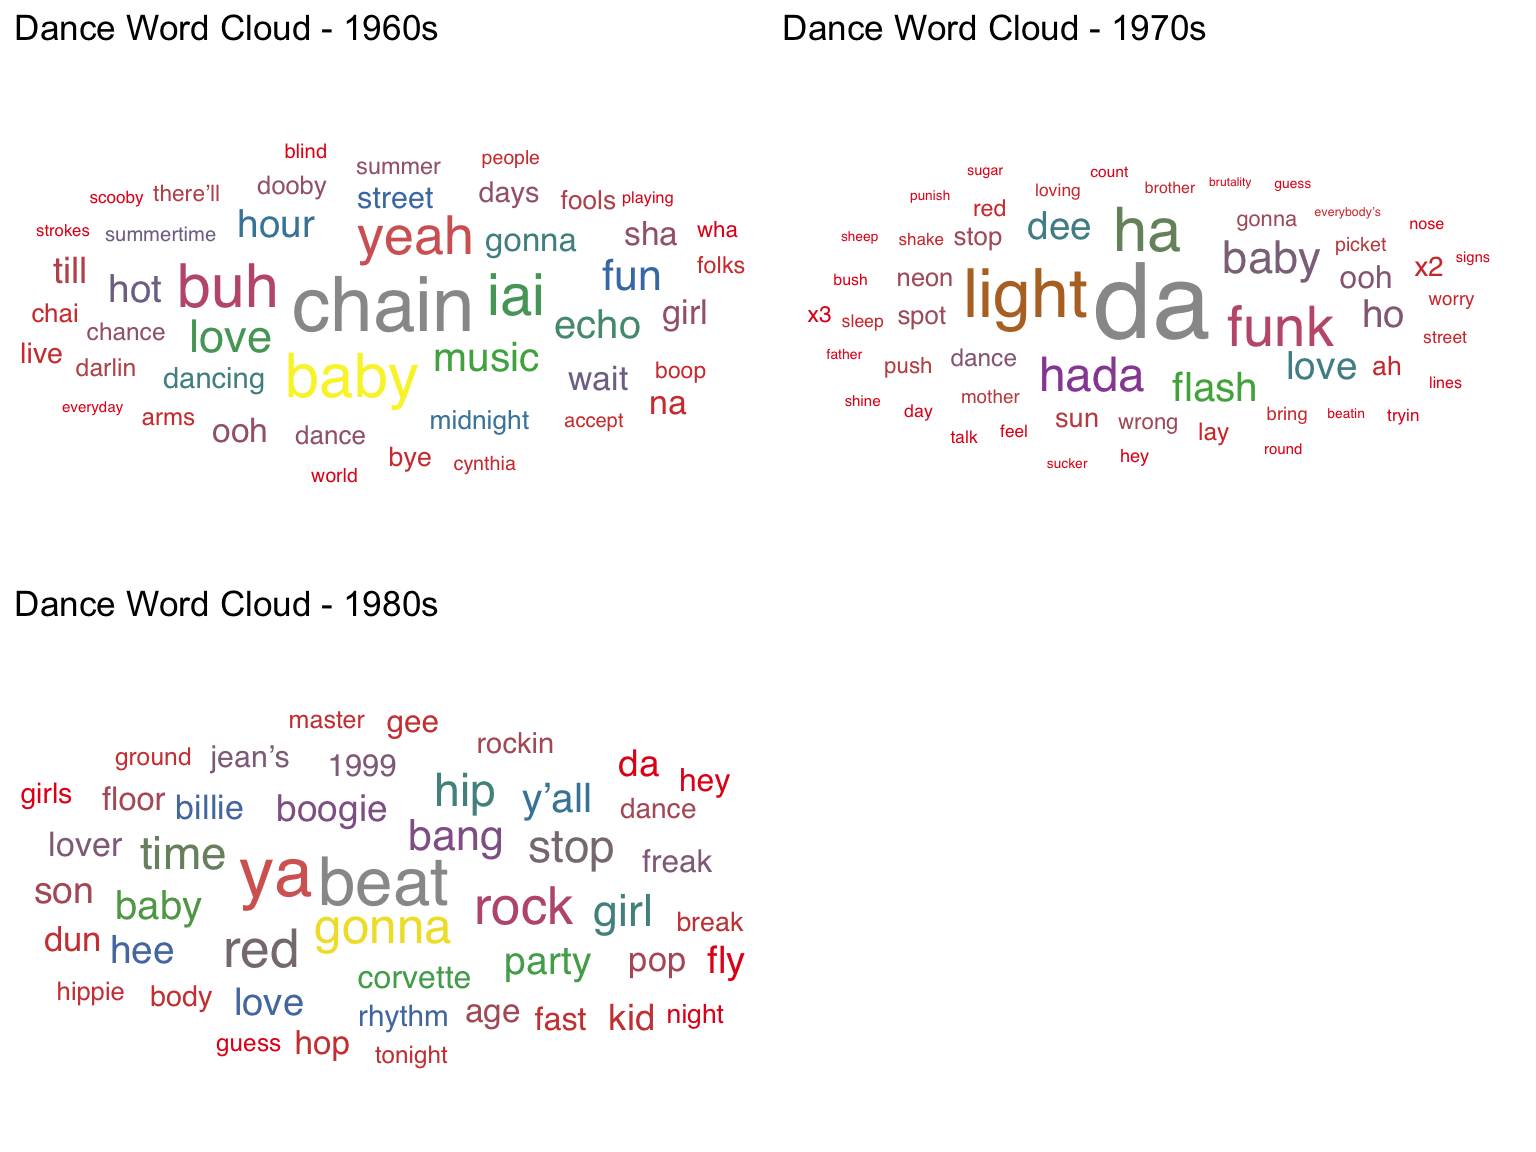 Dance Word Cloud - 1960s
blind
summer
people
scooby
there'll
dooby
street
days
fools
playing
strokes
summertime
hour
yeah
gonna
sha
wha
till
hot
buh
chain
iai
fun
folks
chai
chance
love
echo
girl
live
darlin
dancing
baby
music
wait
boop
everyday
arms
ooh
dance
midnight
accept
na
bye
cynthia
world
Dance Word Cloud - 1970s
sugar
count
punish
loving
brother
brutality
guess
red
dee
ha
gonna
everybody's
nose
sheep
shake
stop
baby
picket
signs
bush
neon
light
da
ooh
x2
x3
sleep
spot
funk
ho
worry
father
push
dance
hada
flash
love
ah
street
shine
day
mother
sun
wrong
lay
bring
beatin
tryin
lines
talk
feel
sucker
hey
round
Dance Word Cloud - 1980s
master
gee
ground
jean's
1999
rockin
da
hey
girls
floor
billie
boogie
hip
y'all
dance
lover
time
bang
stop
freak
son
baby
ya
beat
rock
girl
break
dun
hee
red
gonna
party
pop
fly
hippie
body
love
corvette
rhythm
age
fast
kid
night
guess
hop
tonight